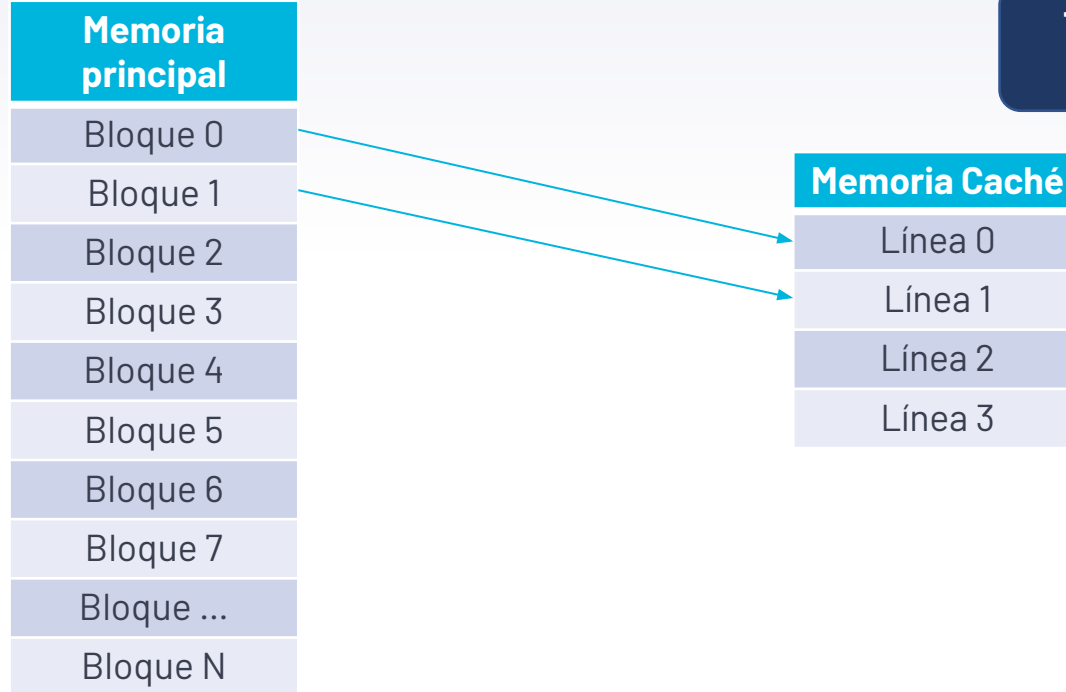 Memoria
principal
Bloque 0
Bloque 1
Bloque 2
Bloque 3
Bloque 4
Bloque 5
Bloque 6
Bloque 7
Bloque ...
Bloque N
Memoria Caché
Línea 0
Línea 1
Línea 2
Línea 3